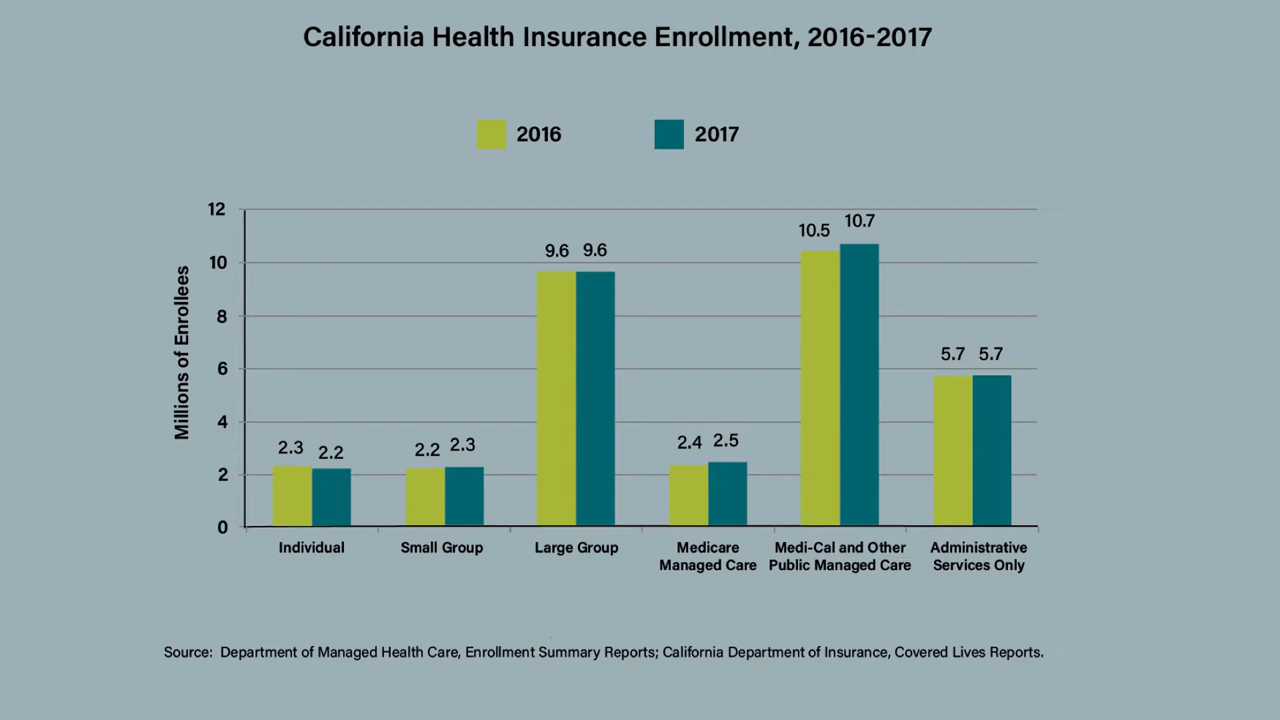 California Health Insurance Enrollment, 2016-2017
2016
2017
Millions of Enrollees
12
10
8
6
4
2
0
2.3
2.2
2.2
2.3
9.6
9.6
2.4
2.5
10.5
10.7
5.7
5.7
Individual
Small Group
Large Group
Medicare
Managed Care
Medi-Cal and Other
Public Managed Care
Administrative
Services Only
Source: Department of Managed Health Care, Enrollment Summary Reports; California Department of Insurance, Covered Lives Reports.